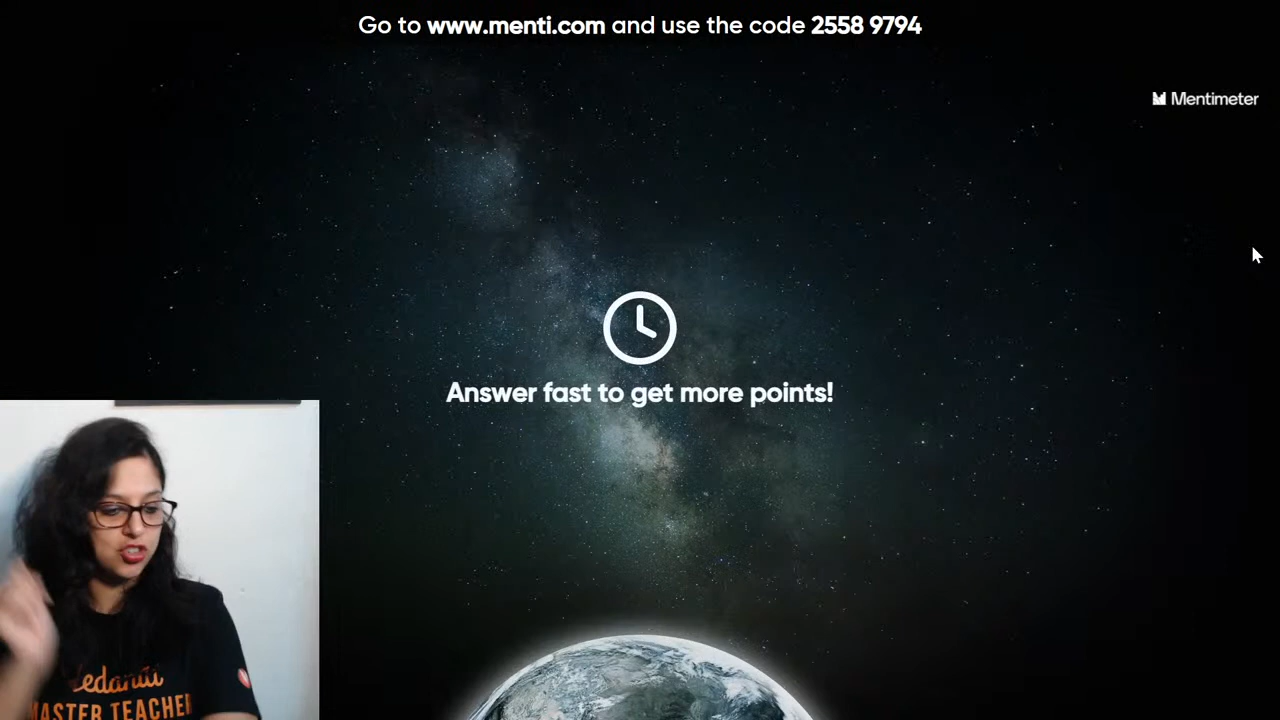 Go to www.menti.com and use the code 2558 9794
Mentimeter
Answer fast to get more points!
MASTER TEACHER